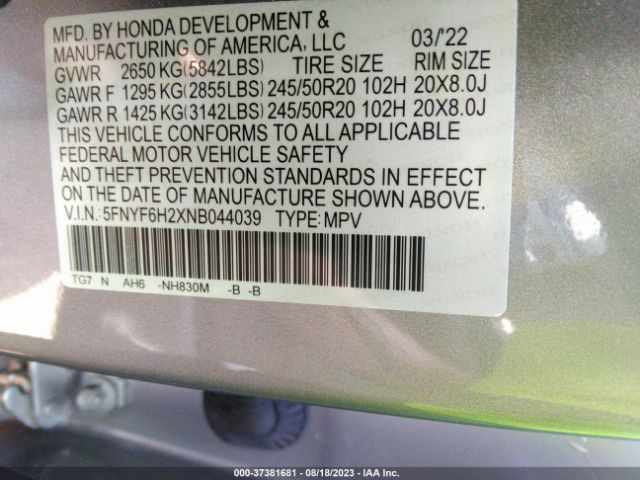 MFD. BY HONDA DEVELOPMENT &
MANUFACTURING OF AMERICA, LLC 03/'22
GVWR 2650 KG(5842LBS) TIRE SIZE RIM SIZE
GAWR F 1295 KG(2855LBS) 245/50R20 102H 20X8.0J
GAWR R 1425 KG(3142LBS) 245/50R20 102H 20X8.0J
THIS VEHICLE CONFORMS TO ALL APPLICABLE
FEDERAL MOTOR VEHICLE SAFETY
AND THEFT PREVENTION STANDARDS IN EFFECT
ON THE DATE OF MANUFACTURE SHOWN ABOVE.
V.I.N.: 5FNYF6H2XNB044039 TYPE: MPV
TG7 N AH6 -NH830M -B -B
000-37381681 - 08/18/2023 - IAA Inc.